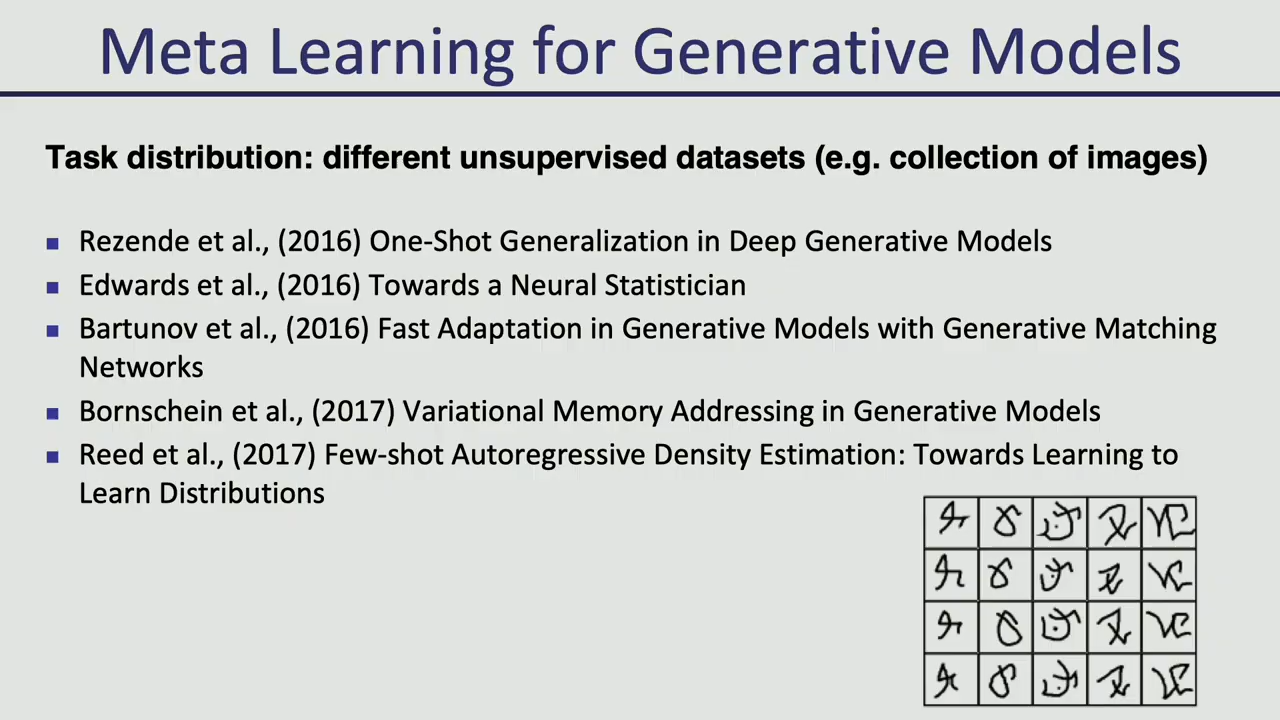 Meta Learning for Generative Models
Task distribution: different unsupervised datasets (e.g. collection of images)
Rezende et al., (2016) One-Shot Generalization in Deep Generative Models
Edwards et al., (2016) Towards a Neural Statistician
Bartunov et al., (2016) Fast Adaptation in Generative Models with Generative Matching
Networks
Bornschein et al., (2017) Variational Memory Addressing in Generative Models
Reed et al., (2017) Few-shot Autoregressive Density Estimation: Towards Learning to
Learn Distributions